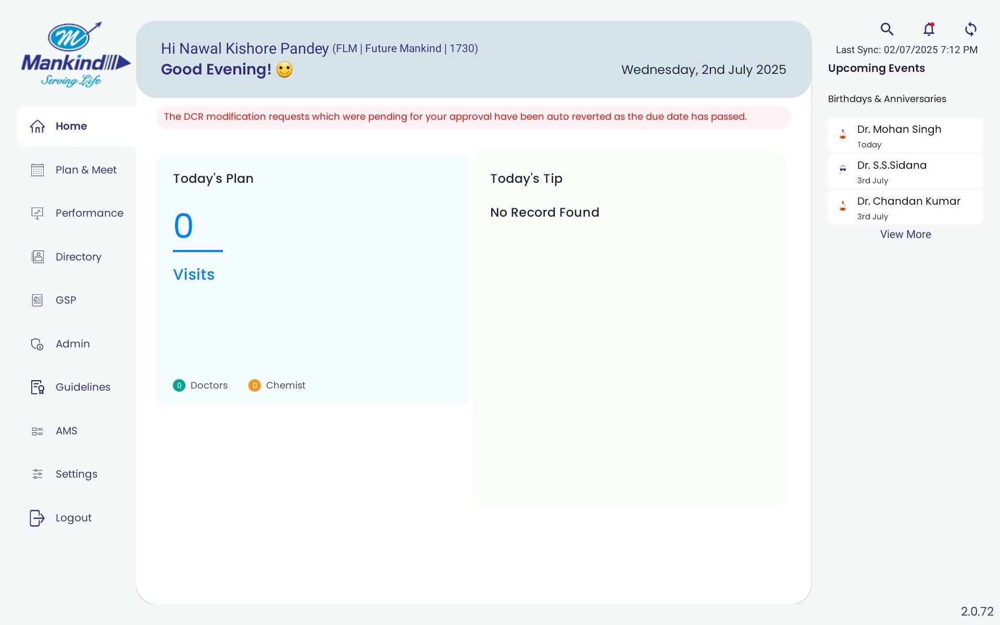 Mankind
Serving Life
Home
Plan & Meet
Performance
Directory
GSP
Admin
Guidelines
AMS
Settings
Logout
Hi Nawal Kishore Pandey (FLM | Future Mankind | 1730)
Good Evening! 🙂
Wednesday, 2nd July 2025
The DCR modification requests which were pending for your approval have been auto reverted as the due date has passed.
Today's Plan
0
Visits
0 Doctors 0 Chemist
Today's Tip
No Record Found
Last Sync: 02/07/2025 7:12 PM
Upcoming Events
Birthdays & Anniversaries
Dr. Mohan Singh
Today
Dr. S.S.Sidana
3rd July
Dr. Chandan Kumar
3rd July
View More
2.0.72